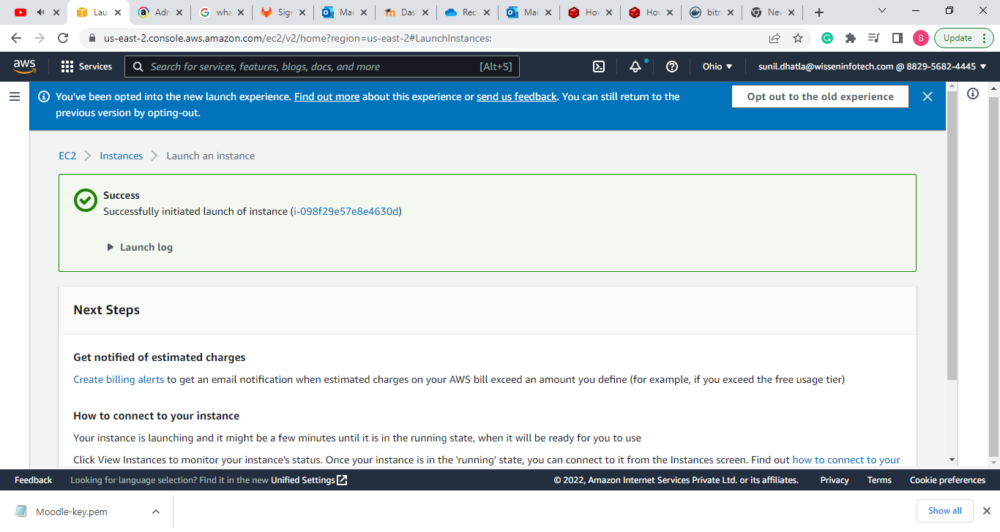 Lau
Adr
wha
Sign
Mai
Das
Rec
Mai
How
How
bitn
Nev
us-east-2.console.aws.amazon.com/ec2/v2/home?region=us-east-2#LaunchInstances:
S
Update
aws
Services
Search for services, features, blogs, docs, and more
[Alt+S]
Ohio
sunil.dhatla@wisseninfotech.com @ 8829-5682-4445
You've been opted into the new launch experience. Find out more about this experience or send us feedback. You can still return to the
previous version by opting-out.
Opt out to the old experience
EC2
Instances
Launch an instance
Success
Successfully initiated launch of instance (i-098f29e57e8e4630d)
Launch log
Next Steps
Get notified of estimated charges
Create billing alerts to get an email notification when estimated charges on your AWS bill exceed an amount you define (for example, if you exceed the free usage tier)
How to connect to your instance
Your instance is launching and it might be a few minutes until it is in the running state, when it will be ready for you to use
Click View Instances to monitor your instance's status. Once your instance is in the 'running' state, you can connect to it from the Instances screen. Find out how to connect to your
Feedback
Looking for language selection? Find it in the new Unified Settings
© 2022, Amazon Internet Services Private Ltd. or its affiliates.
Privacy
Terms
Cookie preferences
Moodle-key.pem
Show all